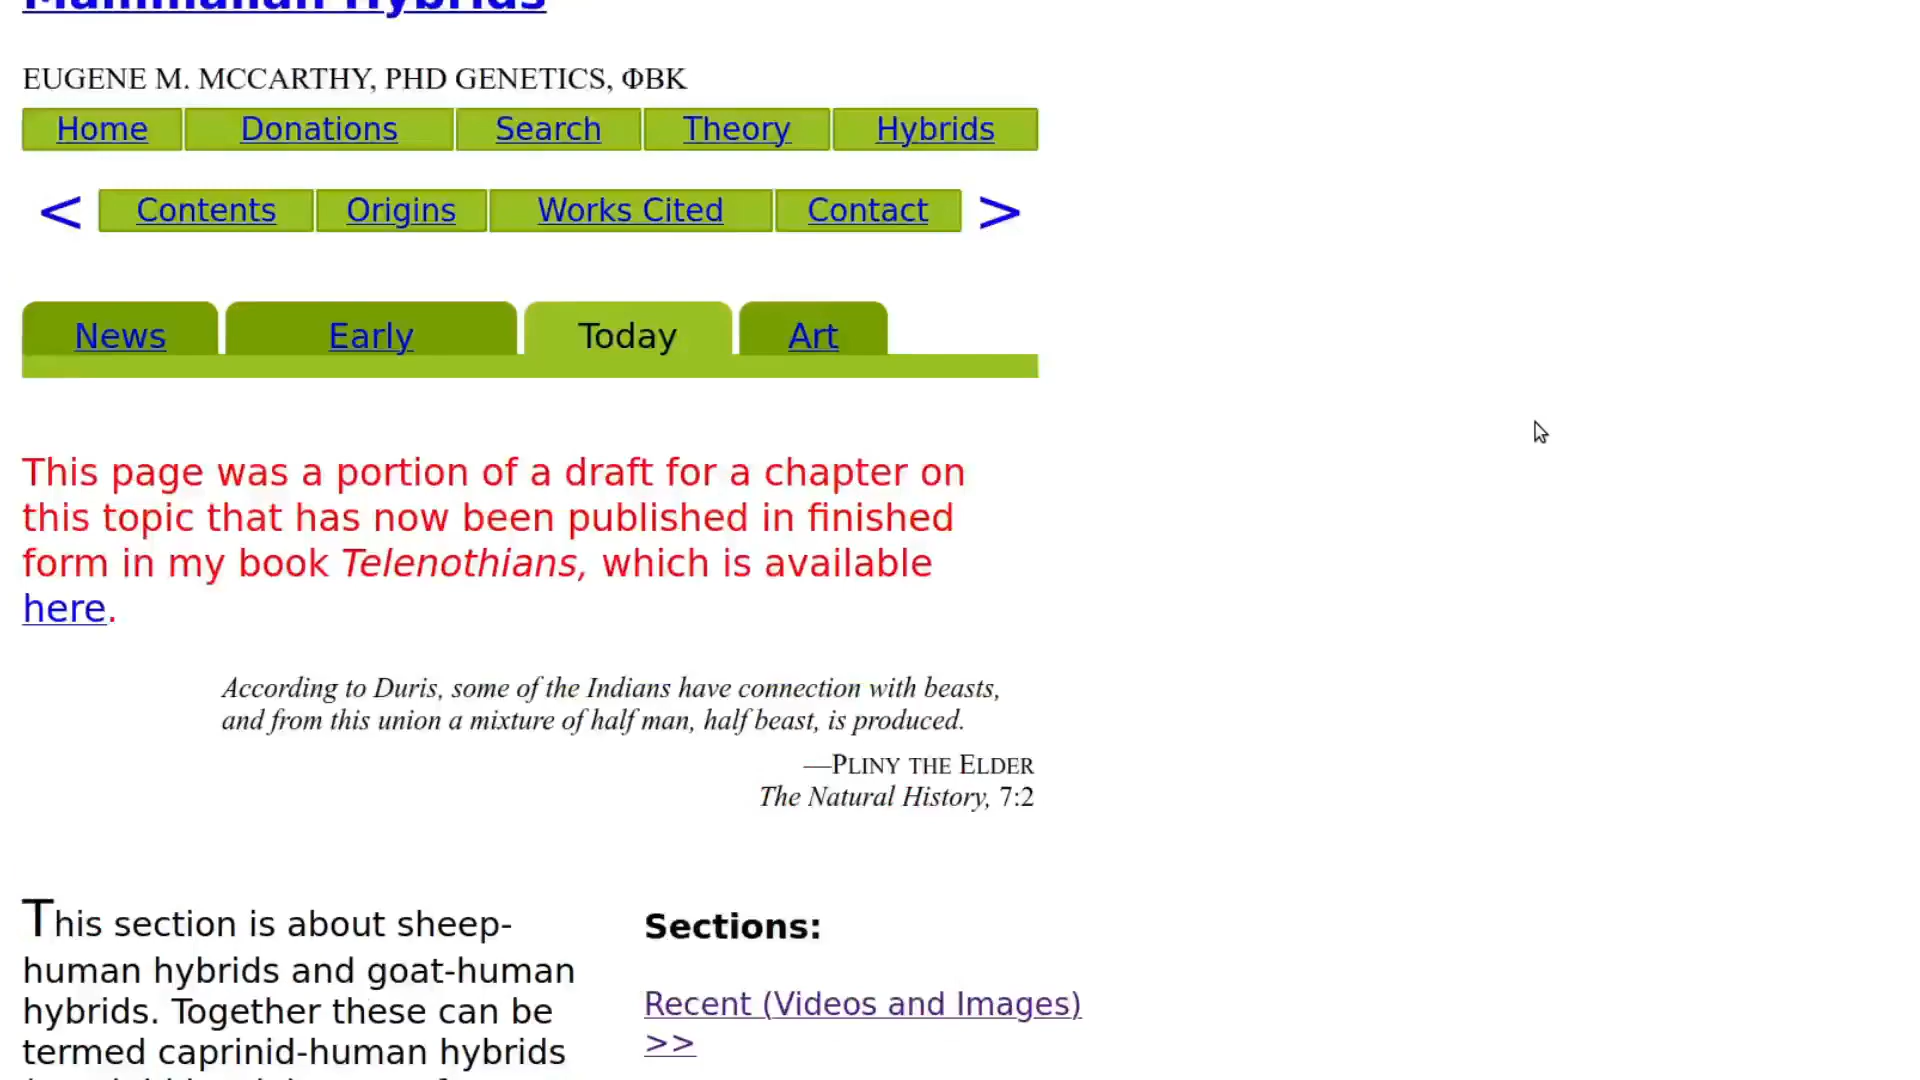 Mammalian Hybrids
EUGENE M. MCCARTHY, PHD GENETICS, ΦBK
Home Donations Search Theory Hybrids
< Contents Origins Works Cited Contact >
News Early Today Art
This page was a portion of a draft for a chapter on
this topic that has now been published in finished
form in my book Telenothians, which is available
here.
According to Duris, some of the Indians have connection with beasts,
and from this union a mixture of half man, half beast, is produced.
—PLINY THE ELDER
The Natural History, 7:2
This section is about sheep-
human hybrids and goat-human
hybrids. Together these can be
termed caprinid-human hybrids
Sections:
Recent (Videos and Images)
>>